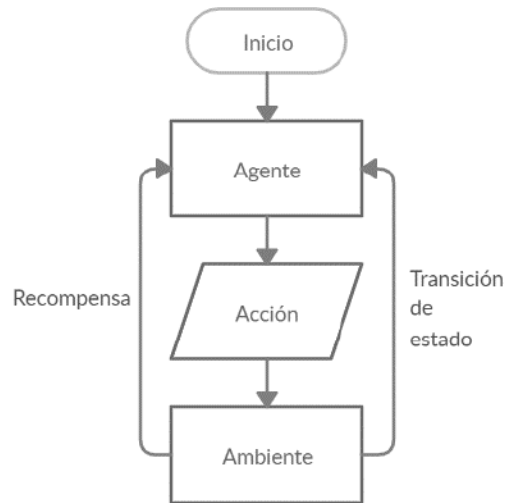 Inicio
Agente
Recompensa
Acción
Transición
de
estado
Ambiente